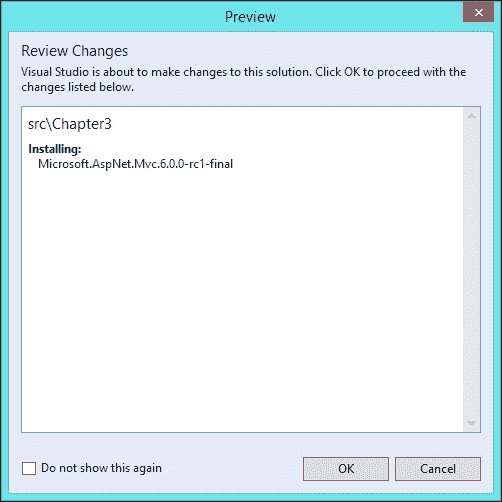 Preview
Review Changes
Visual Studio is about to make changes to this solution. Click OK to proceed with the
changes listed below.
src\Chapter3
Installing:
Microsoft.AspNet.Mvc.6.0.0-rc1-final
Do not show this again
OK
Cancel